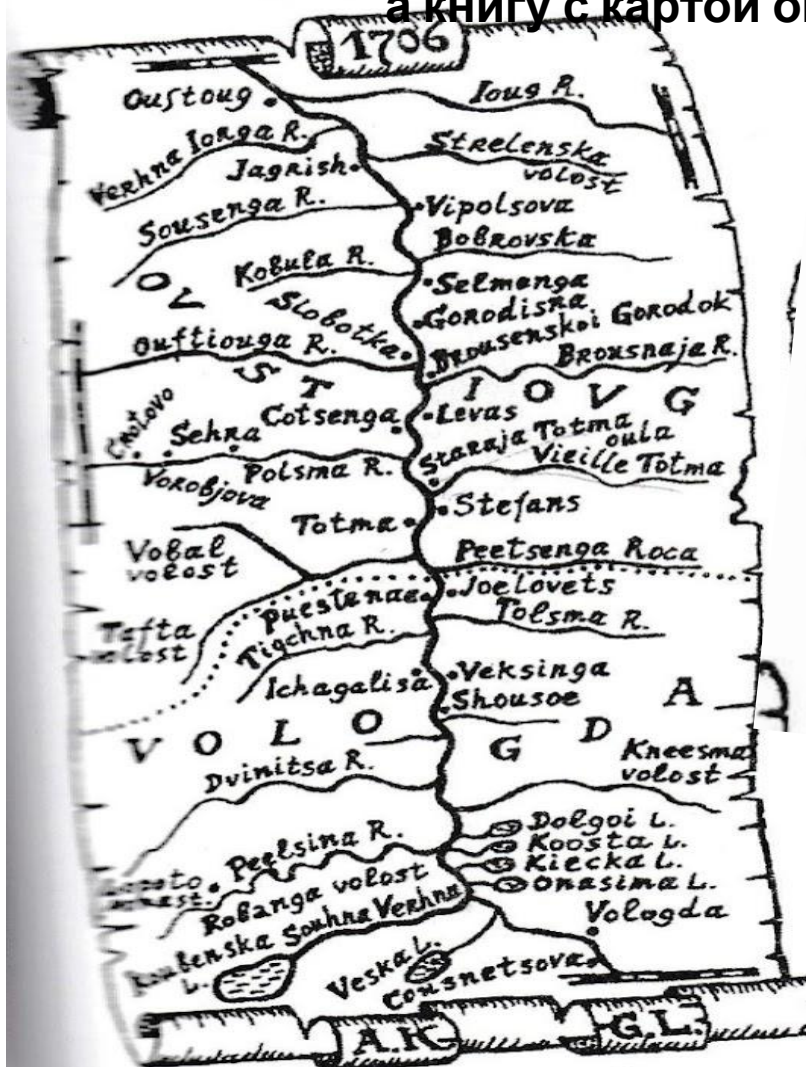 а книгу с картой
1706
Oustoug
Ioug R.
Verhna Iorga R.
Strelenska volost
Jagrish
Sousenga R.
Vipolsova
Bobrovska
Kobula R.
Selmenga
Slobotka
Gorodisna
Brousenskoi Gorodok
Ouftiouga R.
Brousnaja R.
OVSTIOVG
Cotsenga
Levas
Sehna
Staraja Totma
oula
Vieille Totma
Vorobjova
Polsma R.
Stefans
Totma
Vobal volost
Peetsenga Roca
Puestenae
Joelovets
Tafta
Tigchna R.
Tolsma R.
Ichagalisa
Veksinga
Shousoe
VOLOGDA
Dvinitsa R.
Kneesma volost
Dolgoi L.
Koosta L.
Kiecka L.
Onasima L.
Peelsina R.
Robanga volost
Souhna Verhna
Koubenska L.
Vologda
Veska L.
Cousnetsova
A.K.
G.L.